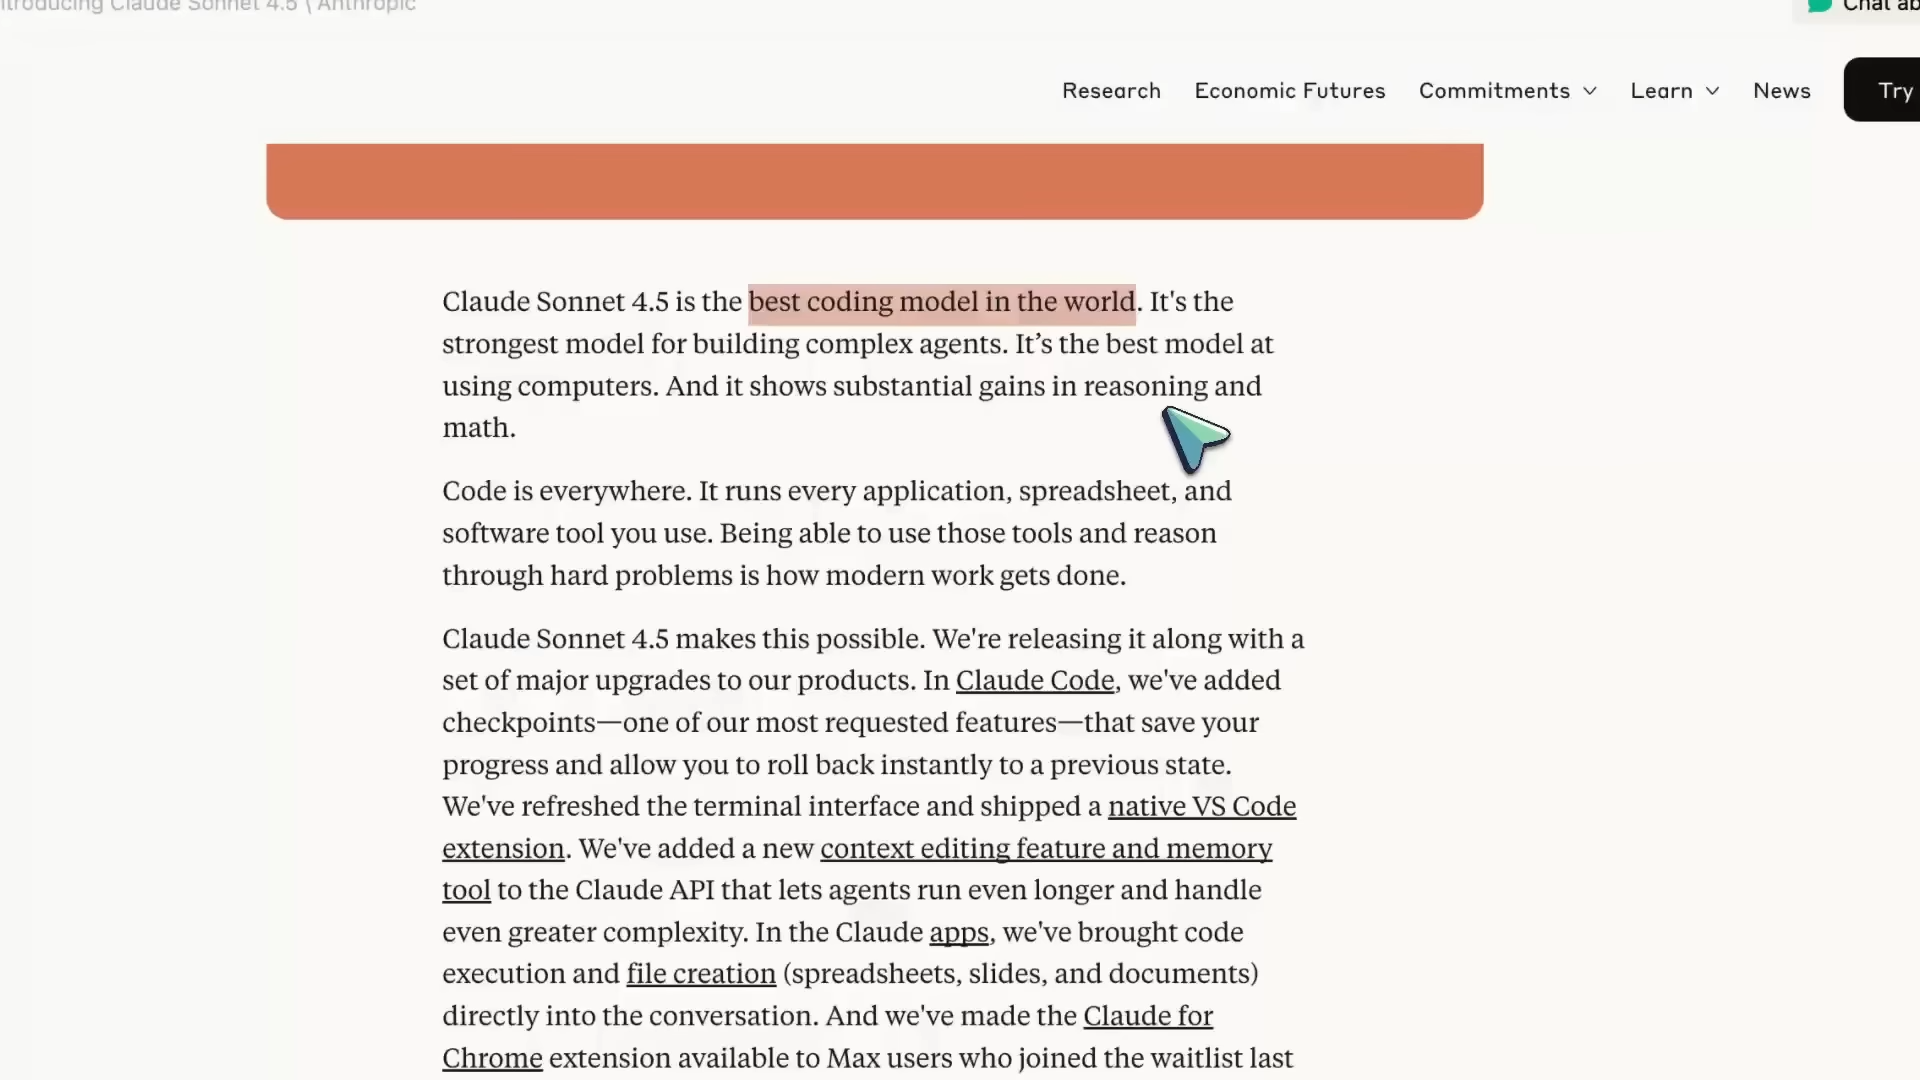 Introducing Claude Sonnet 4.5 \ Anthropic
Chat
Research Economic Futures Commitments Learn News Try
Claude Sonnet 4.5 is the best coding model in the world. It's the
strongest model for building complex agents. It’s the best model at
using computers. And it shows substantial gains in reasoning and
math.
Code is everywhere. It runs every application, spreadsheet, and
software tool you use. Being able to use those tools and reason
through hard problems is how modern work gets done.
Claude Sonnet 4.5 makes this possible. We're releasing it along with a
set of major upgrades to our products. In Claude Code, we've added
checkpoints—one of our most requested features—that save your
progress and allow you to roll back instantly to a previous state.
We've refreshed the terminal interface and shipped a native VS Code
extension. We've added a new context editing feature and memory
tool to the Claude API that lets agents run even longer and handle
even greater complexity. In the Claude apps, we've brought code
execution and file creation (spreadsheets, slides, and documents)
directly into the conversation. And we've made the Claude for
Chrome extension available to Max users who joined the waitlist last